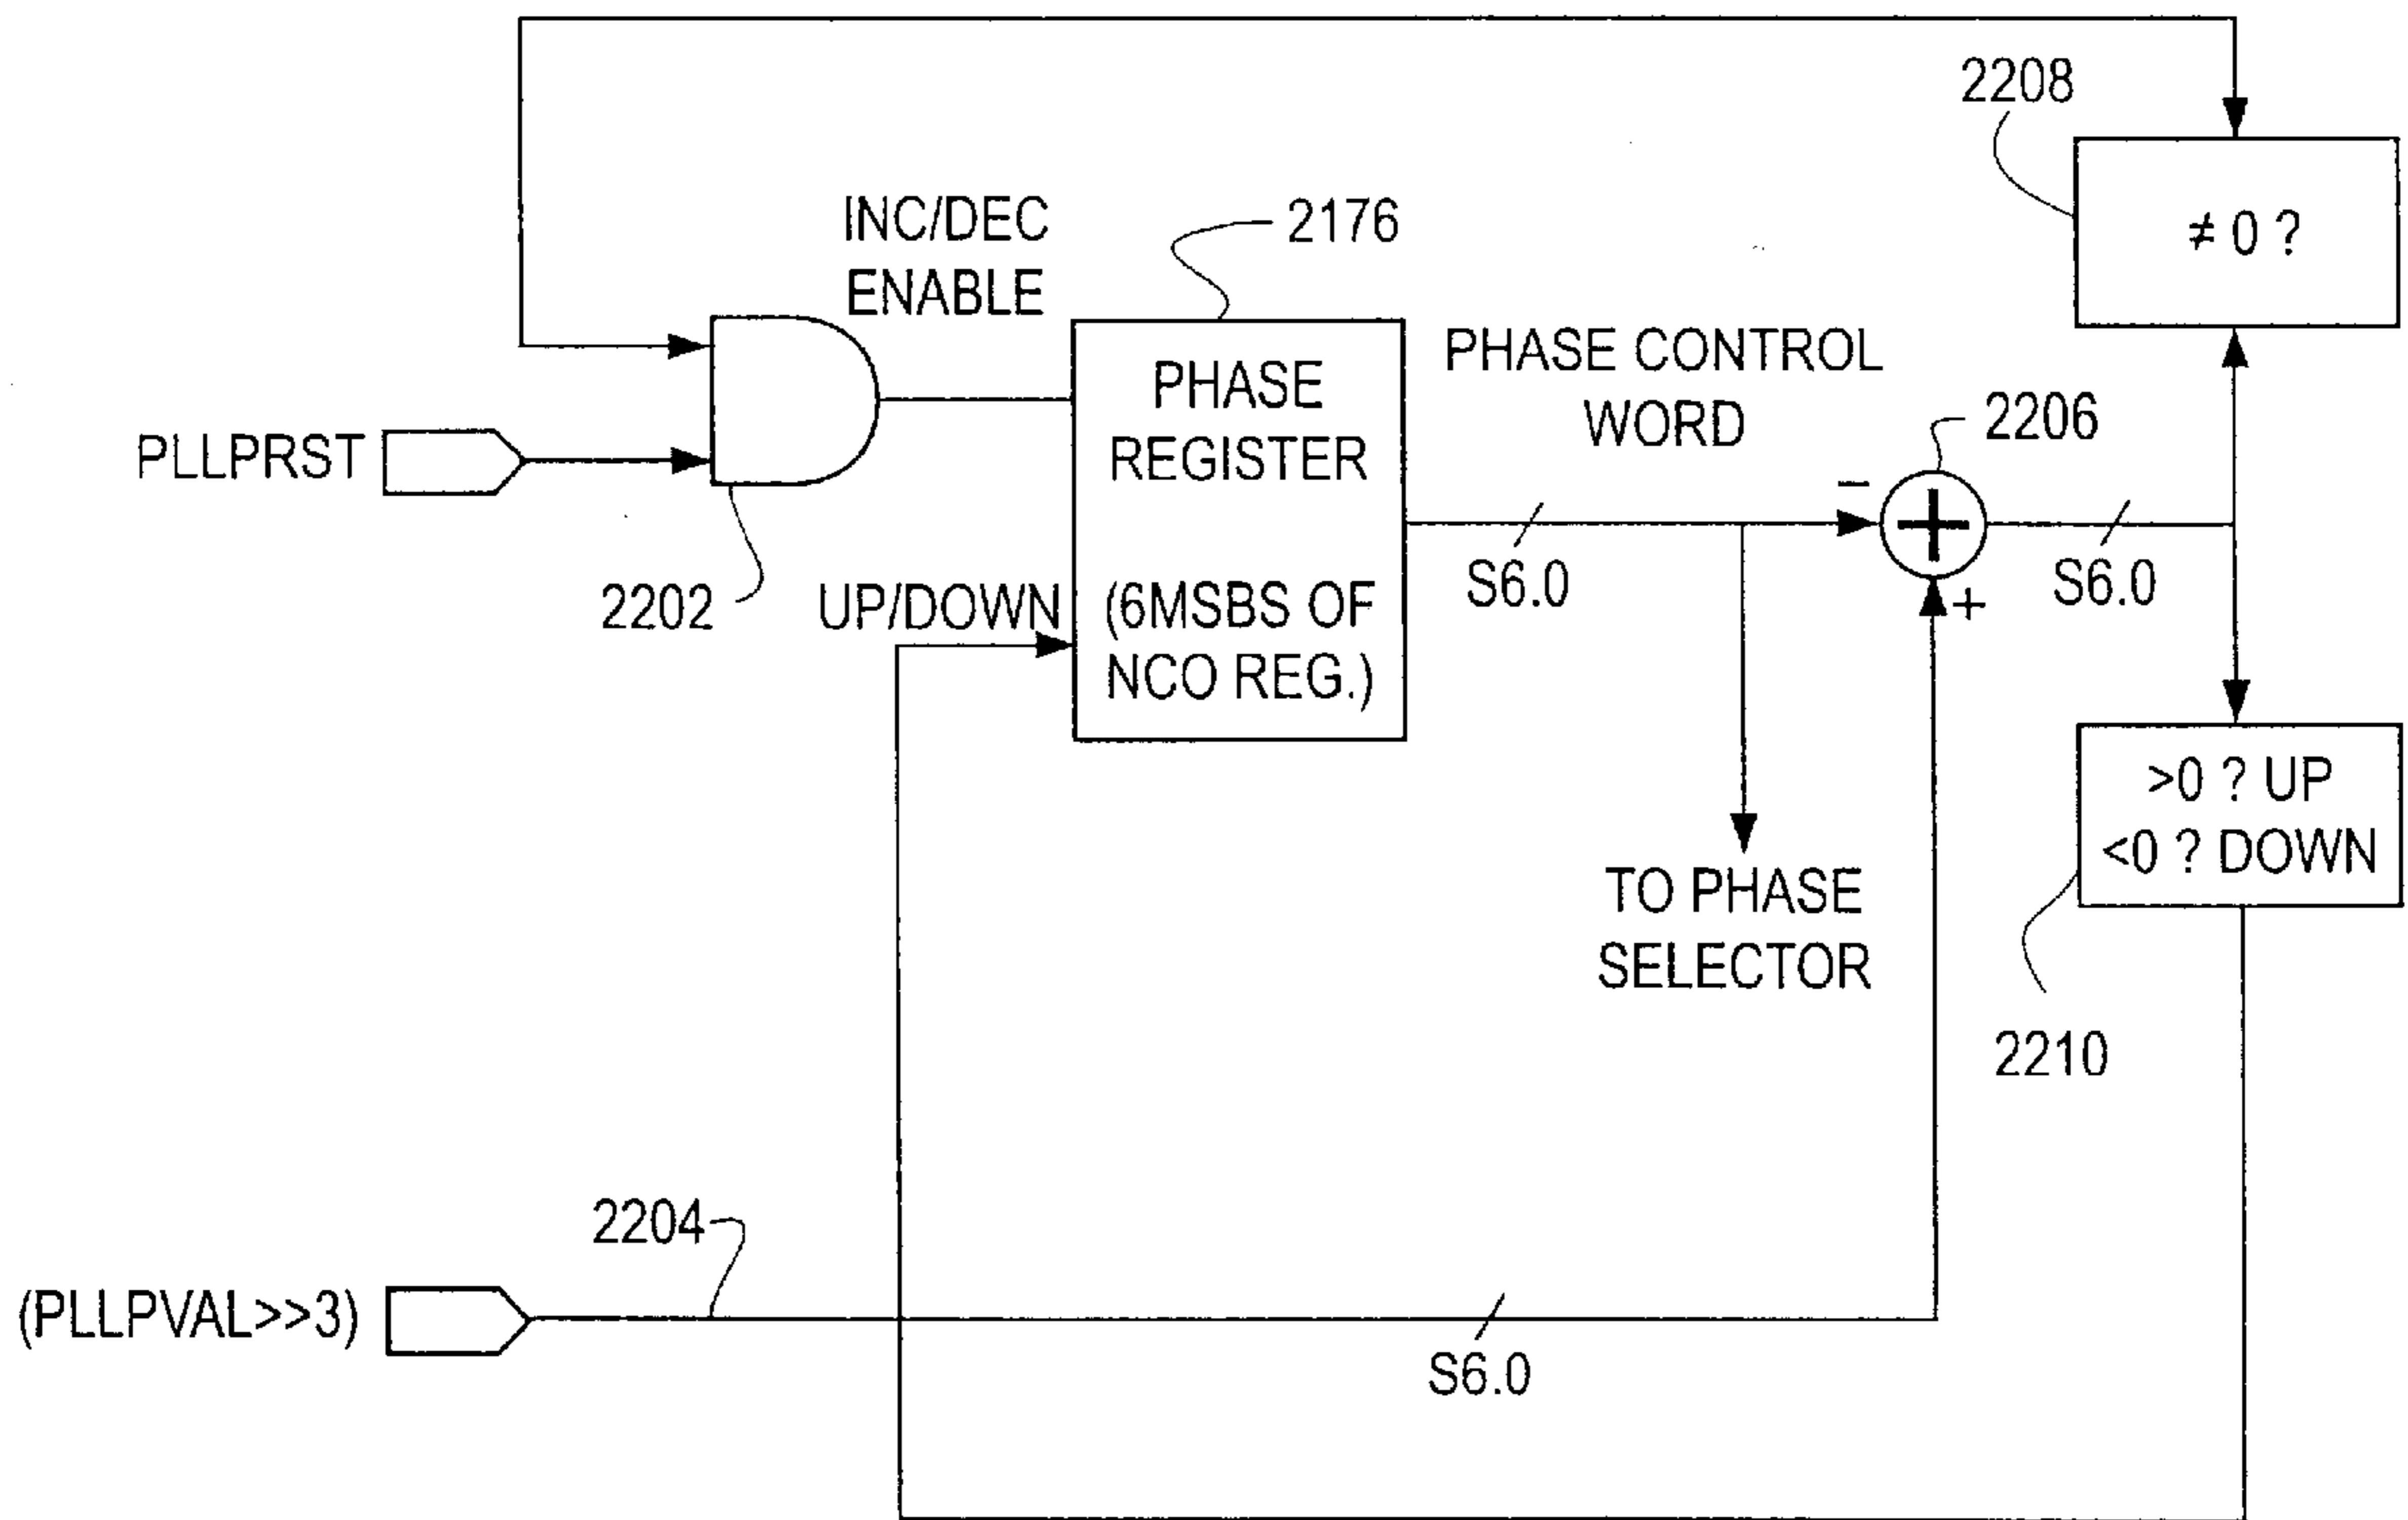 2208
≠ 0 ?
INC/DEC
ENABLE
2176
PHASE
REGISTER
(6MSBS OF
NCO REG.)
PHASE CONTROL
WORD
2206
PLLPRST
−
+
+
S6.0
S6.0
2202
UP/DOWN
>0 ? UP
<0 ? DOWN
TO PHASE
SELECTOR
2210
2204
(PLLPVAL>>3)
S6.0